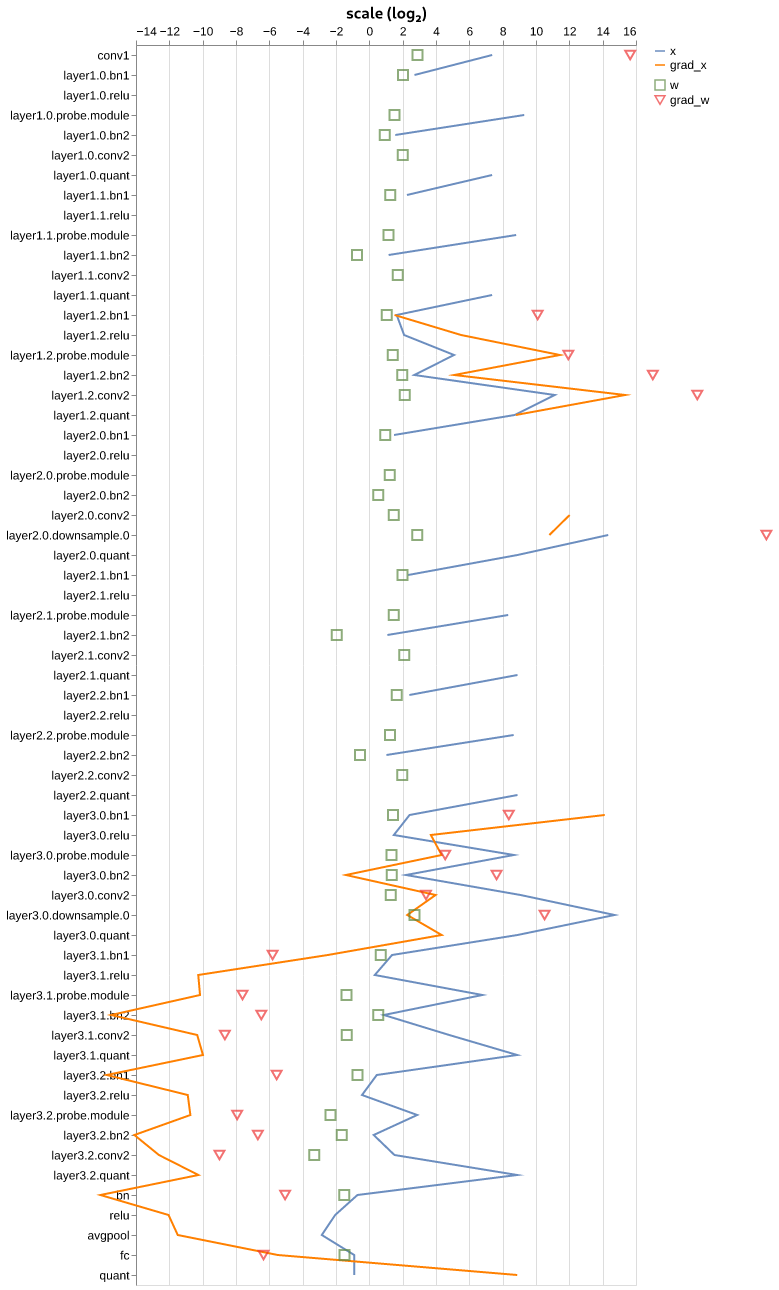 scale (log₂)
−14 −12 −10 −8 −6 −4 −2 0 2 4 6 8 10 12 14 16
x
grad_x
w
grad_w
conv1
layer1.0.bn1
layer1.0.relu
layer1.0.probe.module
layer1.0.bn2
layer1.0.conv2
layer1.0.quant
layer1.1.bn1
layer1.1.relu
layer1.1.probe.module
layer1.1.bn2
layer1.1.conv2
layer1.1.quant
layer1.2.bn1
layer1.2.relu
layer1.2.probe.module
layer1.2.bn2
layer1.2.conv2
layer1.2.quant
layer2.0.bn1
layer2.0.relu
layer2.0.probe.module
layer2.0.bn2
layer2.0.conv2
layer2.0.downsample.0
layer2.0.quant
layer2.1.bn1
layer2.1.relu
layer2.1.probe.module
layer2.1.bn2
layer2.1.conv2
layer2.1.quant
layer2.2.bn1
layer2.2.relu
layer2.2.probe.module
layer2.2.bn2
layer2.2.conv2
layer2.2.quant
layer3.0.bn1
layer3.0.relu
layer3.0.probe.module
layer3.0.bn2
layer3.0.conv2
layer3.0.downsample.0
layer3.0.quant
layer3.1.bn1
layer3.1.relu
layer3.1.probe.module
layer3.1.bn2
layer3.1.conv2
layer3.1.quant
layer3.2.bn1
layer3.2.relu
layer3.2.probe.module
layer3.2.bn2
layer3.2.conv2
layer3.2.quant
bn
relu
avgpool
fc
quant